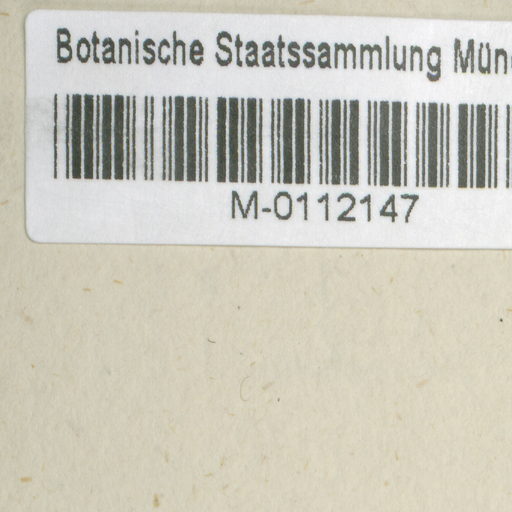 Botanische Staatssammlung Mün
M-0112147